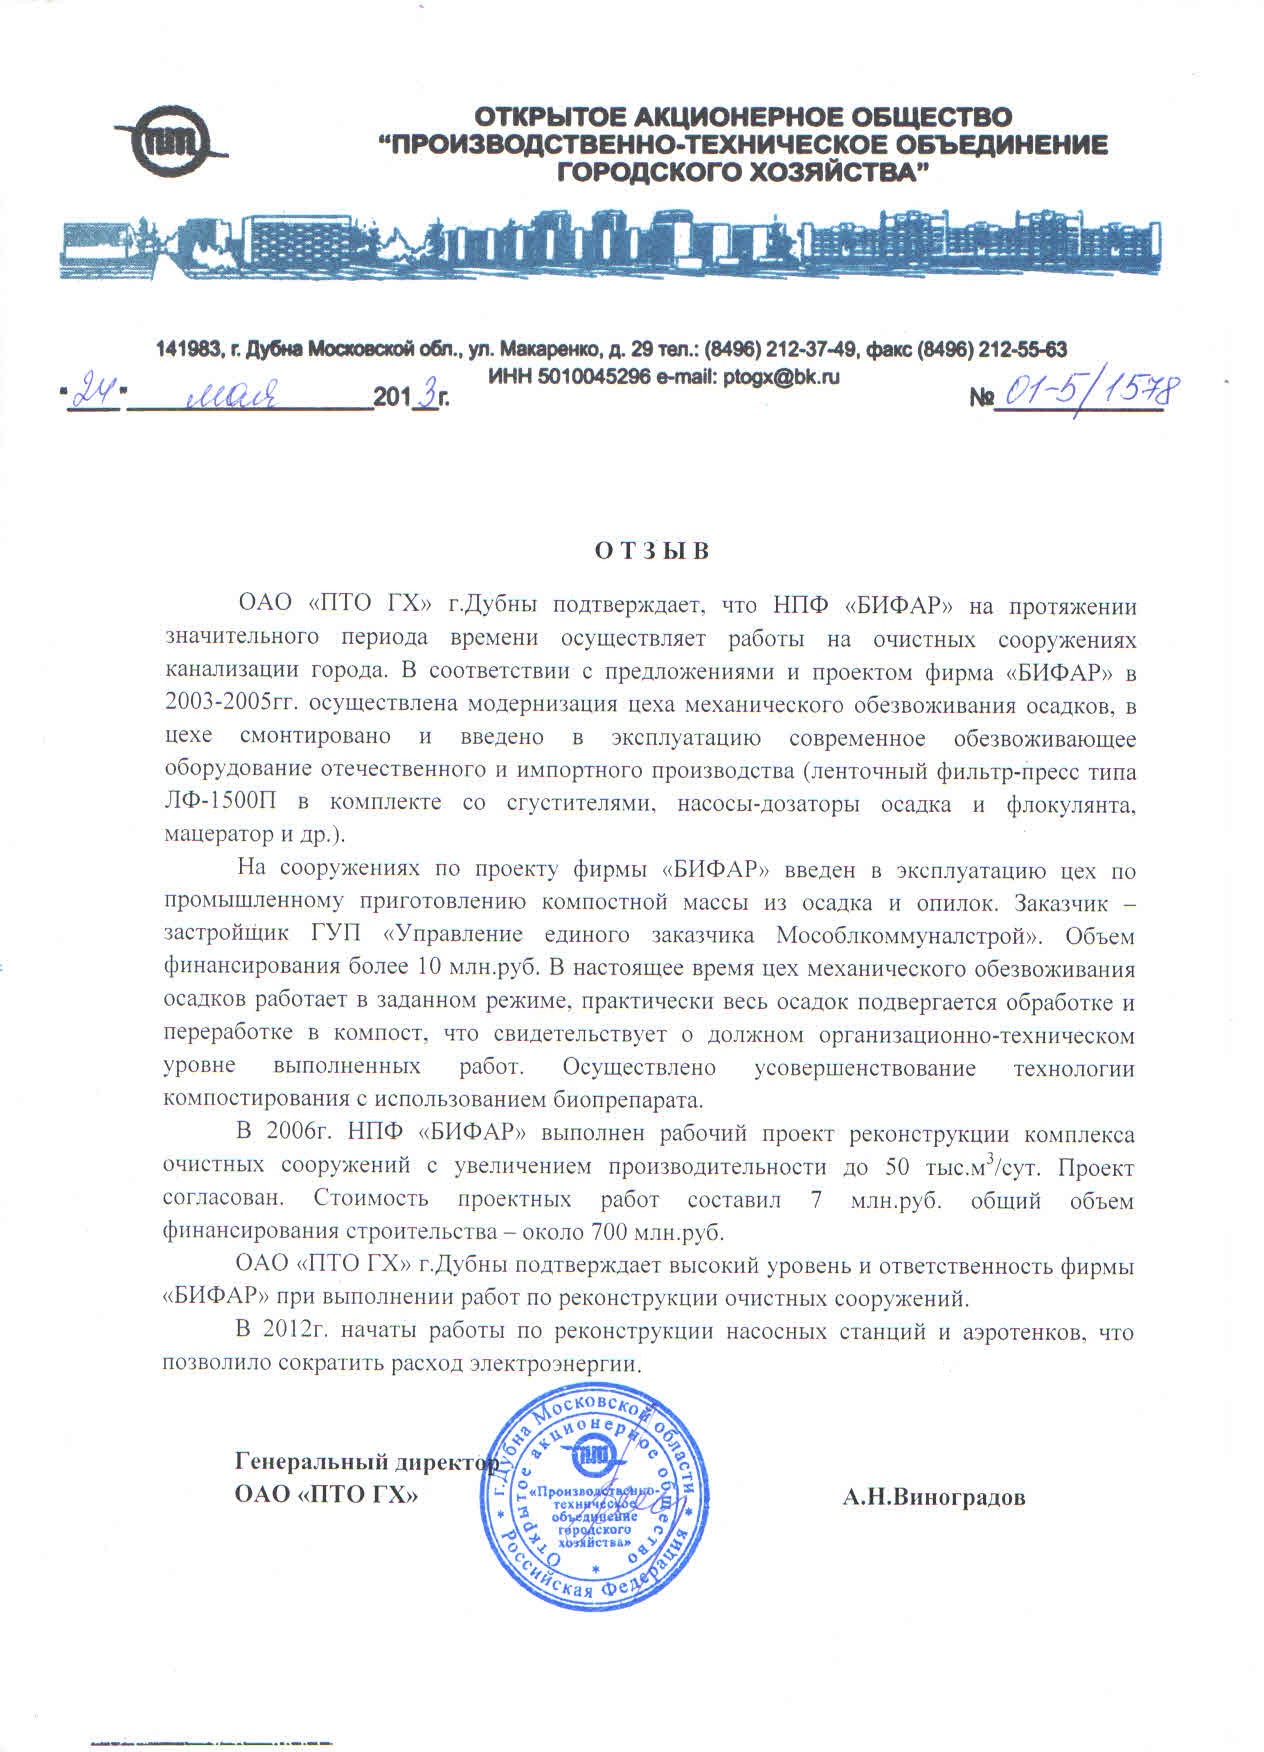 ОТКРЫТОЕ АКЦИОНЕРНОЕ ОБЩЕСТВО
“ПРОИЗВОДСТВЕННО-ТЕХНИЧЕСКОЕ ОБЪЕДИНЕНИЕ
ГОРОДСКОГО ХОЗЯЙСТВА”
141983, г. Дубна Московской обл., ул. Макаренко, д. 29 тел.: (8496) 212-37-49, факс (8496) 212-55-63
ИНН 5010045296 e-mail: ptogx@bk.ru
"24" мая 2013г. № 01-5/1578
О Т З Ы В
ОАО «ПТО ГХ» г.Дубны подтверждает, что НПФ «БИФАР» на протяжении
значительного периода времени осуществляет работы на очистных сооружениях
канализации города. В соответствии с предложениями и проектом фирма «БИФАР» в
2003-2005гг. осуществлена модернизация цеха механического обезвоживания осадков, в
цехе смонтировано и введено в эксплуатацию современное обезвоживающее
оборудование отечественного и импортного производства (ленточный фильтр-пресс типа
ЛФ-1500П в комплекте со сгустителями, насосы-дозаторы осадка и флокулянта,
мацератор и др.).
На сооружениях по проекту фирмы «БИФАР» введен в эксплуатацию цех по
промышленному приготовлению компостной массы из осадка и опилок. Заказчик –
застройщик ГУП «Управление единого заказчика Мособлкоммуналстрой». Объем
финансирования более 10 млн.руб. В настоящее время цех механического обезвоживания
осадков работает в заданном режиме, практически весь осадок подвергается обработке и
переработке в компост, что свидетельствует о должном организационно-техническом
уровне выполненных работ. Осуществлено усовершенствование технологии
компостирования с использованием биопрепарата.
В 2006г. НПФ «БИФАР» выполнен рабочий проект реконструкции комплекса
очистных сооружений с увеличением производительности до 50 тыс.м³/сут. Проект
согласован. Стоимость проектных работ составил 7 млн.руб. общий объем
финансирования строительства – около 700 млн.руб.
ОАО «ПТО ГХ» г.Дубны подтверждает высокий уровень и ответственность фирмы
«БИФАР» при выполнении работ по реконструкции очистных сооружений.
В 2012г. начаты работы по реконструкции насосных станций и аэротенков, что
позволило сократить расход электроэнергии.
Генеральный директор
ОАО «ПТО ГХ» А.Н.Виноградов
г.Дубна Московской области * Российская Федерация *
Открытое акционерное общество *
«Производственно-
техническое
объединение
городского
хозяйства»